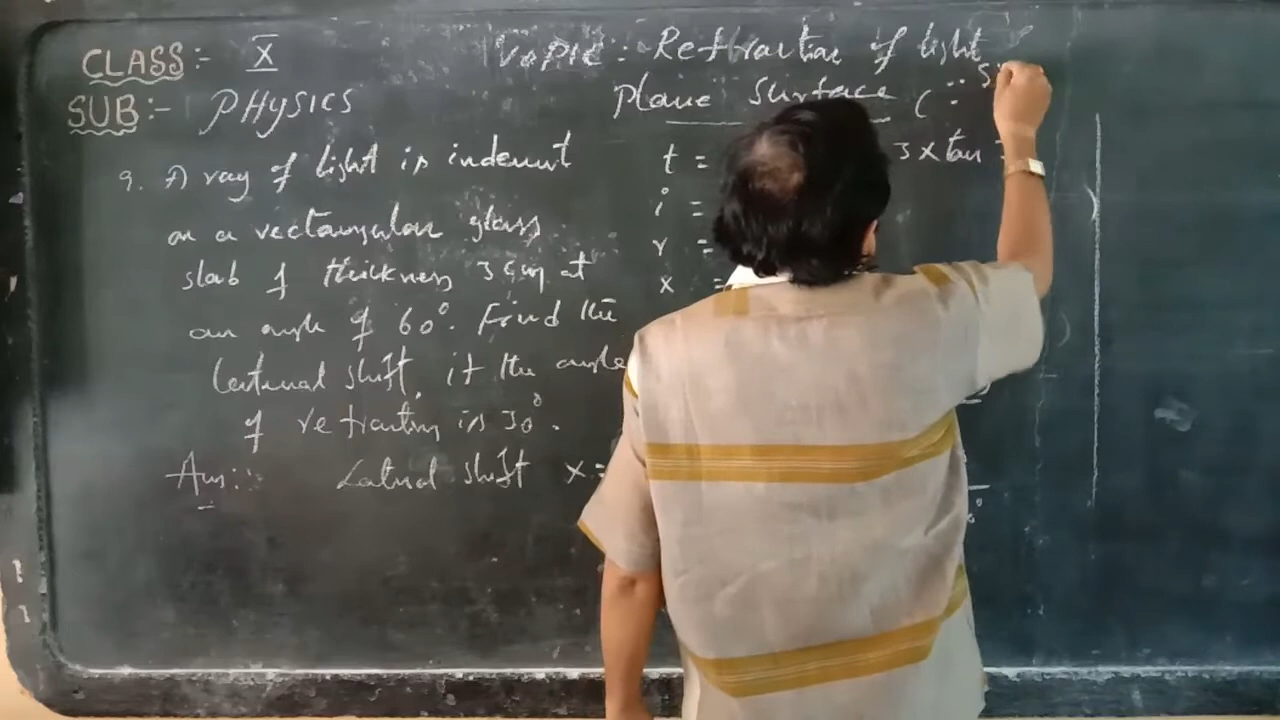 CLASS:- X
Topic: Refraction of light
SUB:- PHYSICS
Plane Surface (∵ S
9. A ray of light is incident
on a rectangular glass
slab of thickness 3 cm at
an angle of 60°. Find the
lateral shift, if the angle
of refraction is 30°.
Ans:
Lateral shift x =
t =
i =
r =
x =
3 x tan